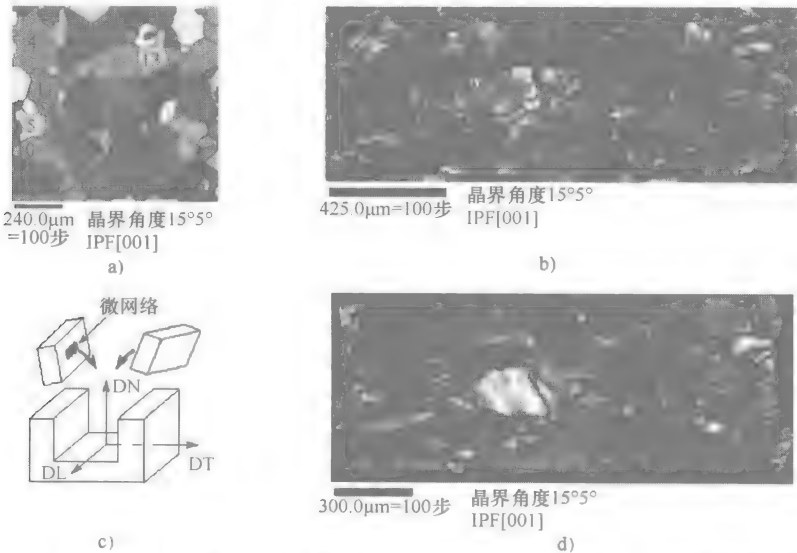 240.0μm
=100步
晶界角度15°5°
IPF[001]
a)
425.0μm=100步
晶界角度15°5°
IPF[001]
b)
微网络
DN
DT
DL
c)
300.0μm=100步
晶界角度15°5°
IPF[001]
d)